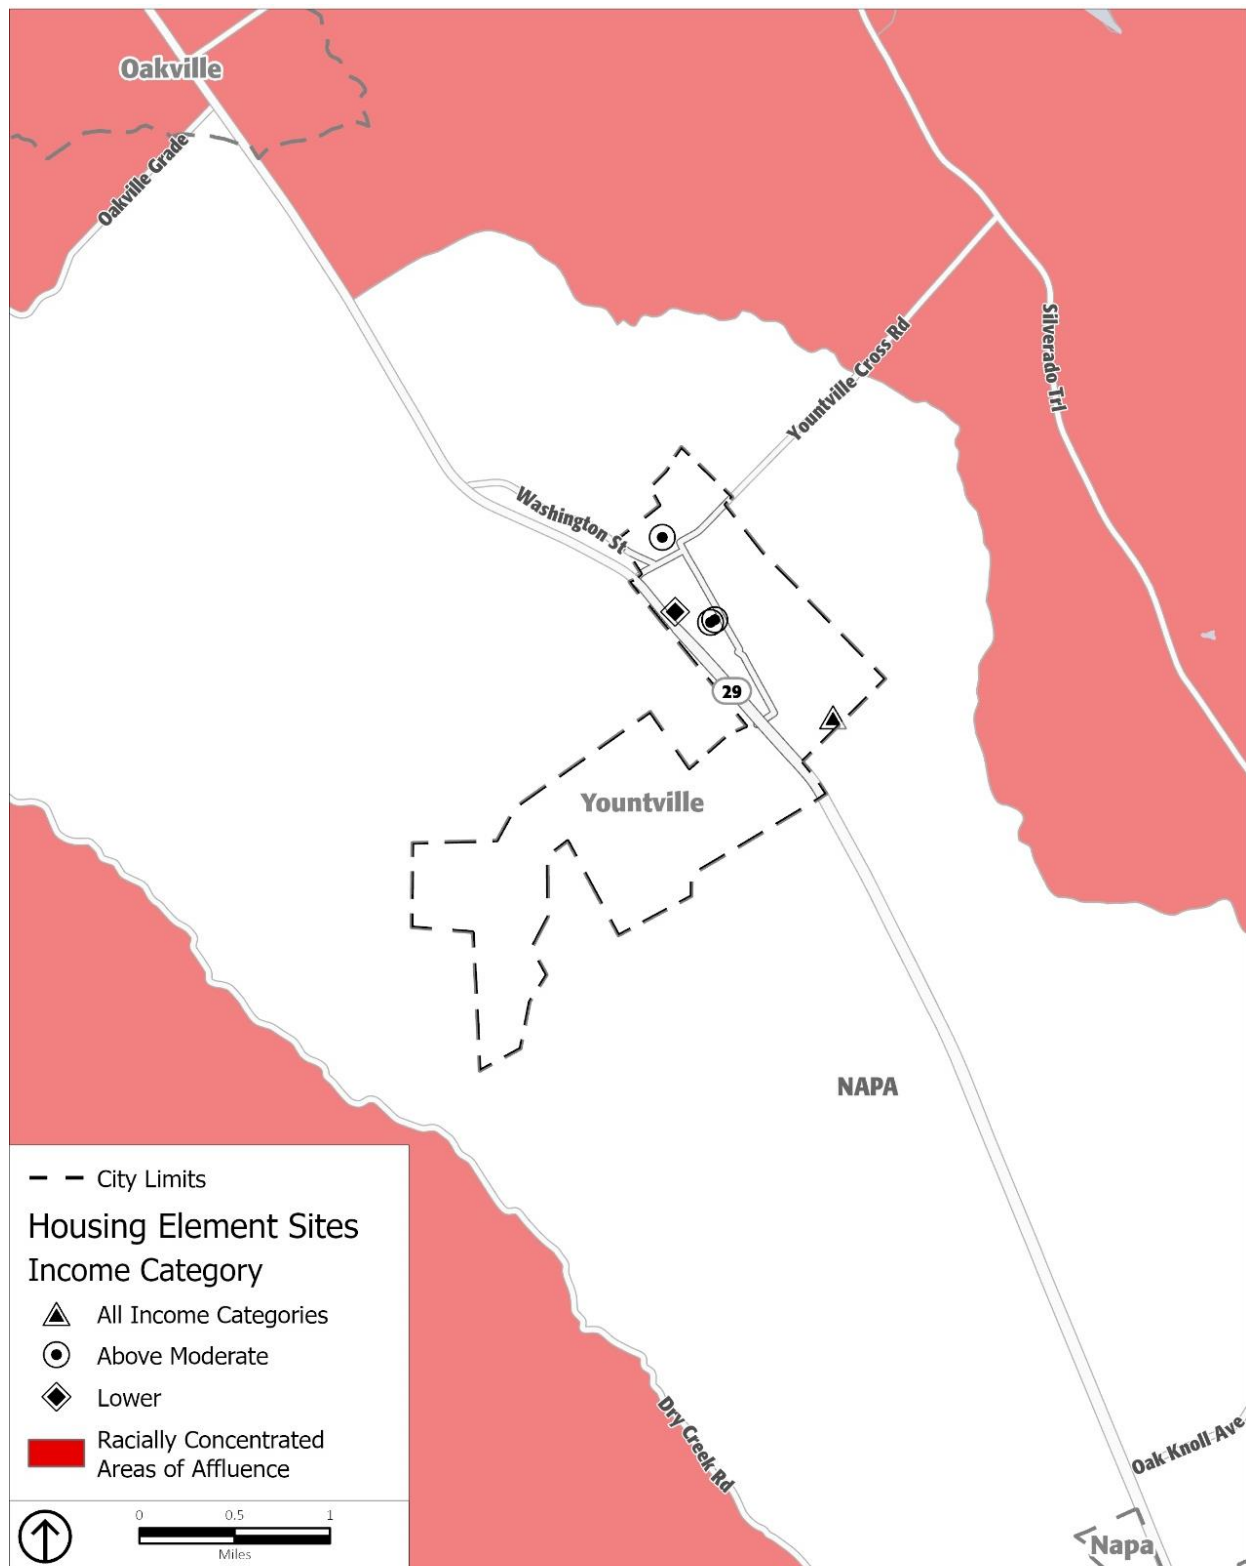 Oakville
Oakville Grade
Silverado Trl
Yountville Cross Rd
Washington St
29
Yountville
NAPA
City Limits
Housing Element Sites
Income Category
All Income Categories
Above Moderate
Lower
Racially Concentrated
Areas of Affluence
0 0.5 1
Miles
Dry Creek Rd
Oak Knoll Ave
Napa